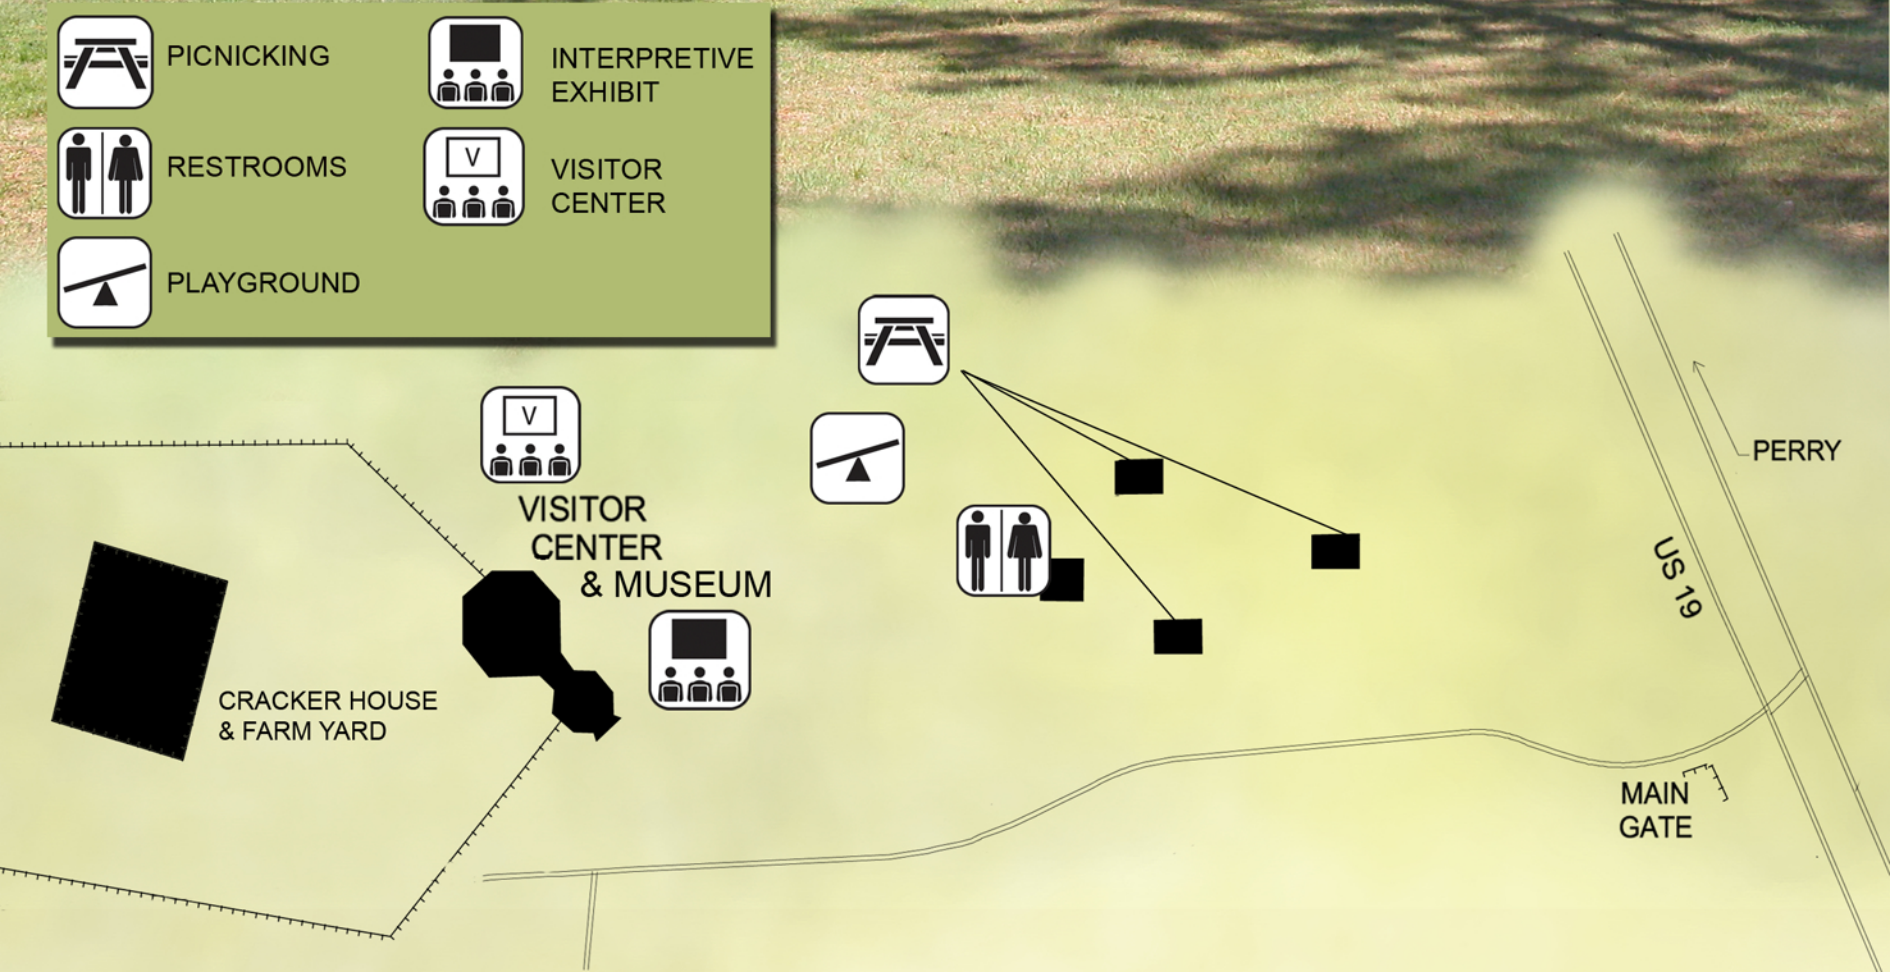 PICNICKING
RESTROOMS
PLAYGROUND
INTERPRETIVE
EXHIBIT
V
VISITOR
CENTER
V
VISITOR
CENTER
& MUSEUM
CRACKER HOUSE
& FARM YARD
PERRY
US 19
MAIN
GATE